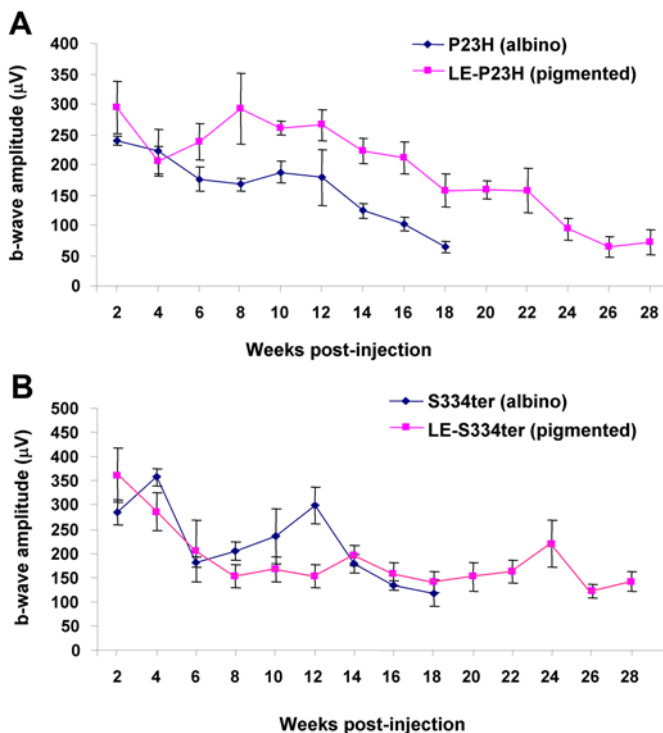 A
P23H (albino)
LE-P23H (pigmented)
b-wave amplitude (µV)
400
350
300
250
200
150
100
50
0
2 4 6 8 10 12 14 16 18 20 22 24 26 28
Weeks post-injection
B
S334ter (albino)
LE-S334ter (pigmented)
b-wave amplitude (µV)
500
450
400
350
300
250
200
150
100
50
0
2 4 6 8 10 12 14 16 18 20 22 24 26 28
Weeks post-injection